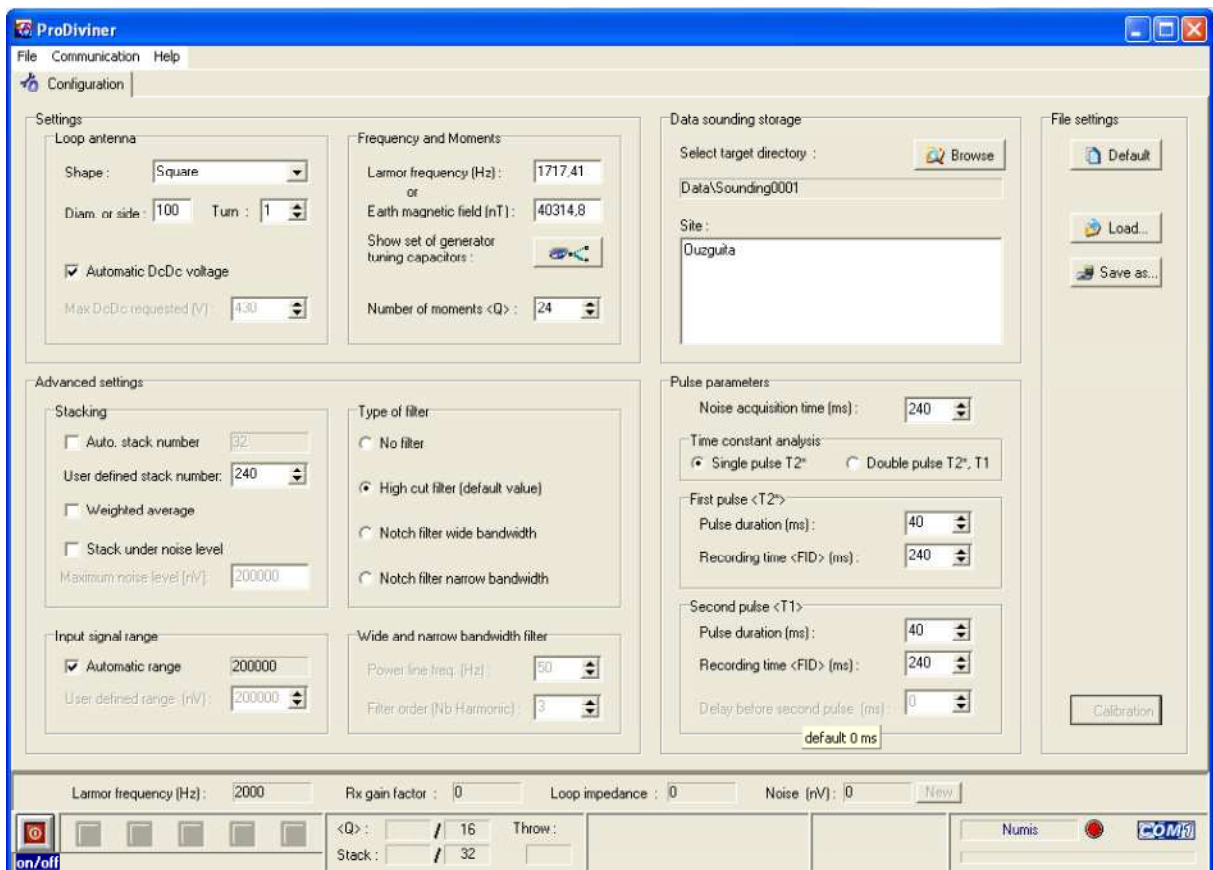 ProDiviner
File Communication Help
Configuration
Settings
Loop antenna
Shape : Square
Diam. or side : 100 Turn : 1
Automatic DcDc voltage
Max DcDc requested (V) : 430
Frequency and Moments
Larmor frequency (Hz) : 1717,41
or
Earth magnetic field (nT) : 40314,8
Show set of generator
tuning capacitors :
Number of moments <Q> : 24
Data sounding storage
Select target directory : Browse
Data\Sounding0001
Site :
Ouzguita
File settings
Default
Load...
Save as...
Advanced settings
Stacking
Auto. stack number 32
User defined stack number: 240
Weighted average
Stack under noise level
Maximum noise level (nV): 200000
Type of filter
No filter
High cut filter (default value)
Notch filter wide bandwidth
Notch filter narrow bandwidth
Input signal range
Automatic range 200000
User defined range (nV) : 200000
Wide and narrow bandwidth filter
Power line freq. (Hz) : 50
Filter order (Nb Harmonic) : 3
Pulse parameters
Noise acquisition time (ms) : 240
Time constant analysis
Single pulse T2* Double pulse T2*, T1
First pulse <T2*>
Pulse duration (ms) : 40
Recording time <FID> (ms) : 240
Second pulse <T1>
Pulse duration (ms) : 40
Recording time <FID> (ms) : 240
Delay before second pulse (ms) : 0
default 0 ms
Calibration
Larmor frequency (Hz) : 2000 Rx gain factor : 0 Loop impedance : 0 Noise (nV) : 0 New
on/off
<Q> : / 16 Throw :
Stack : / 32
Numis COM1